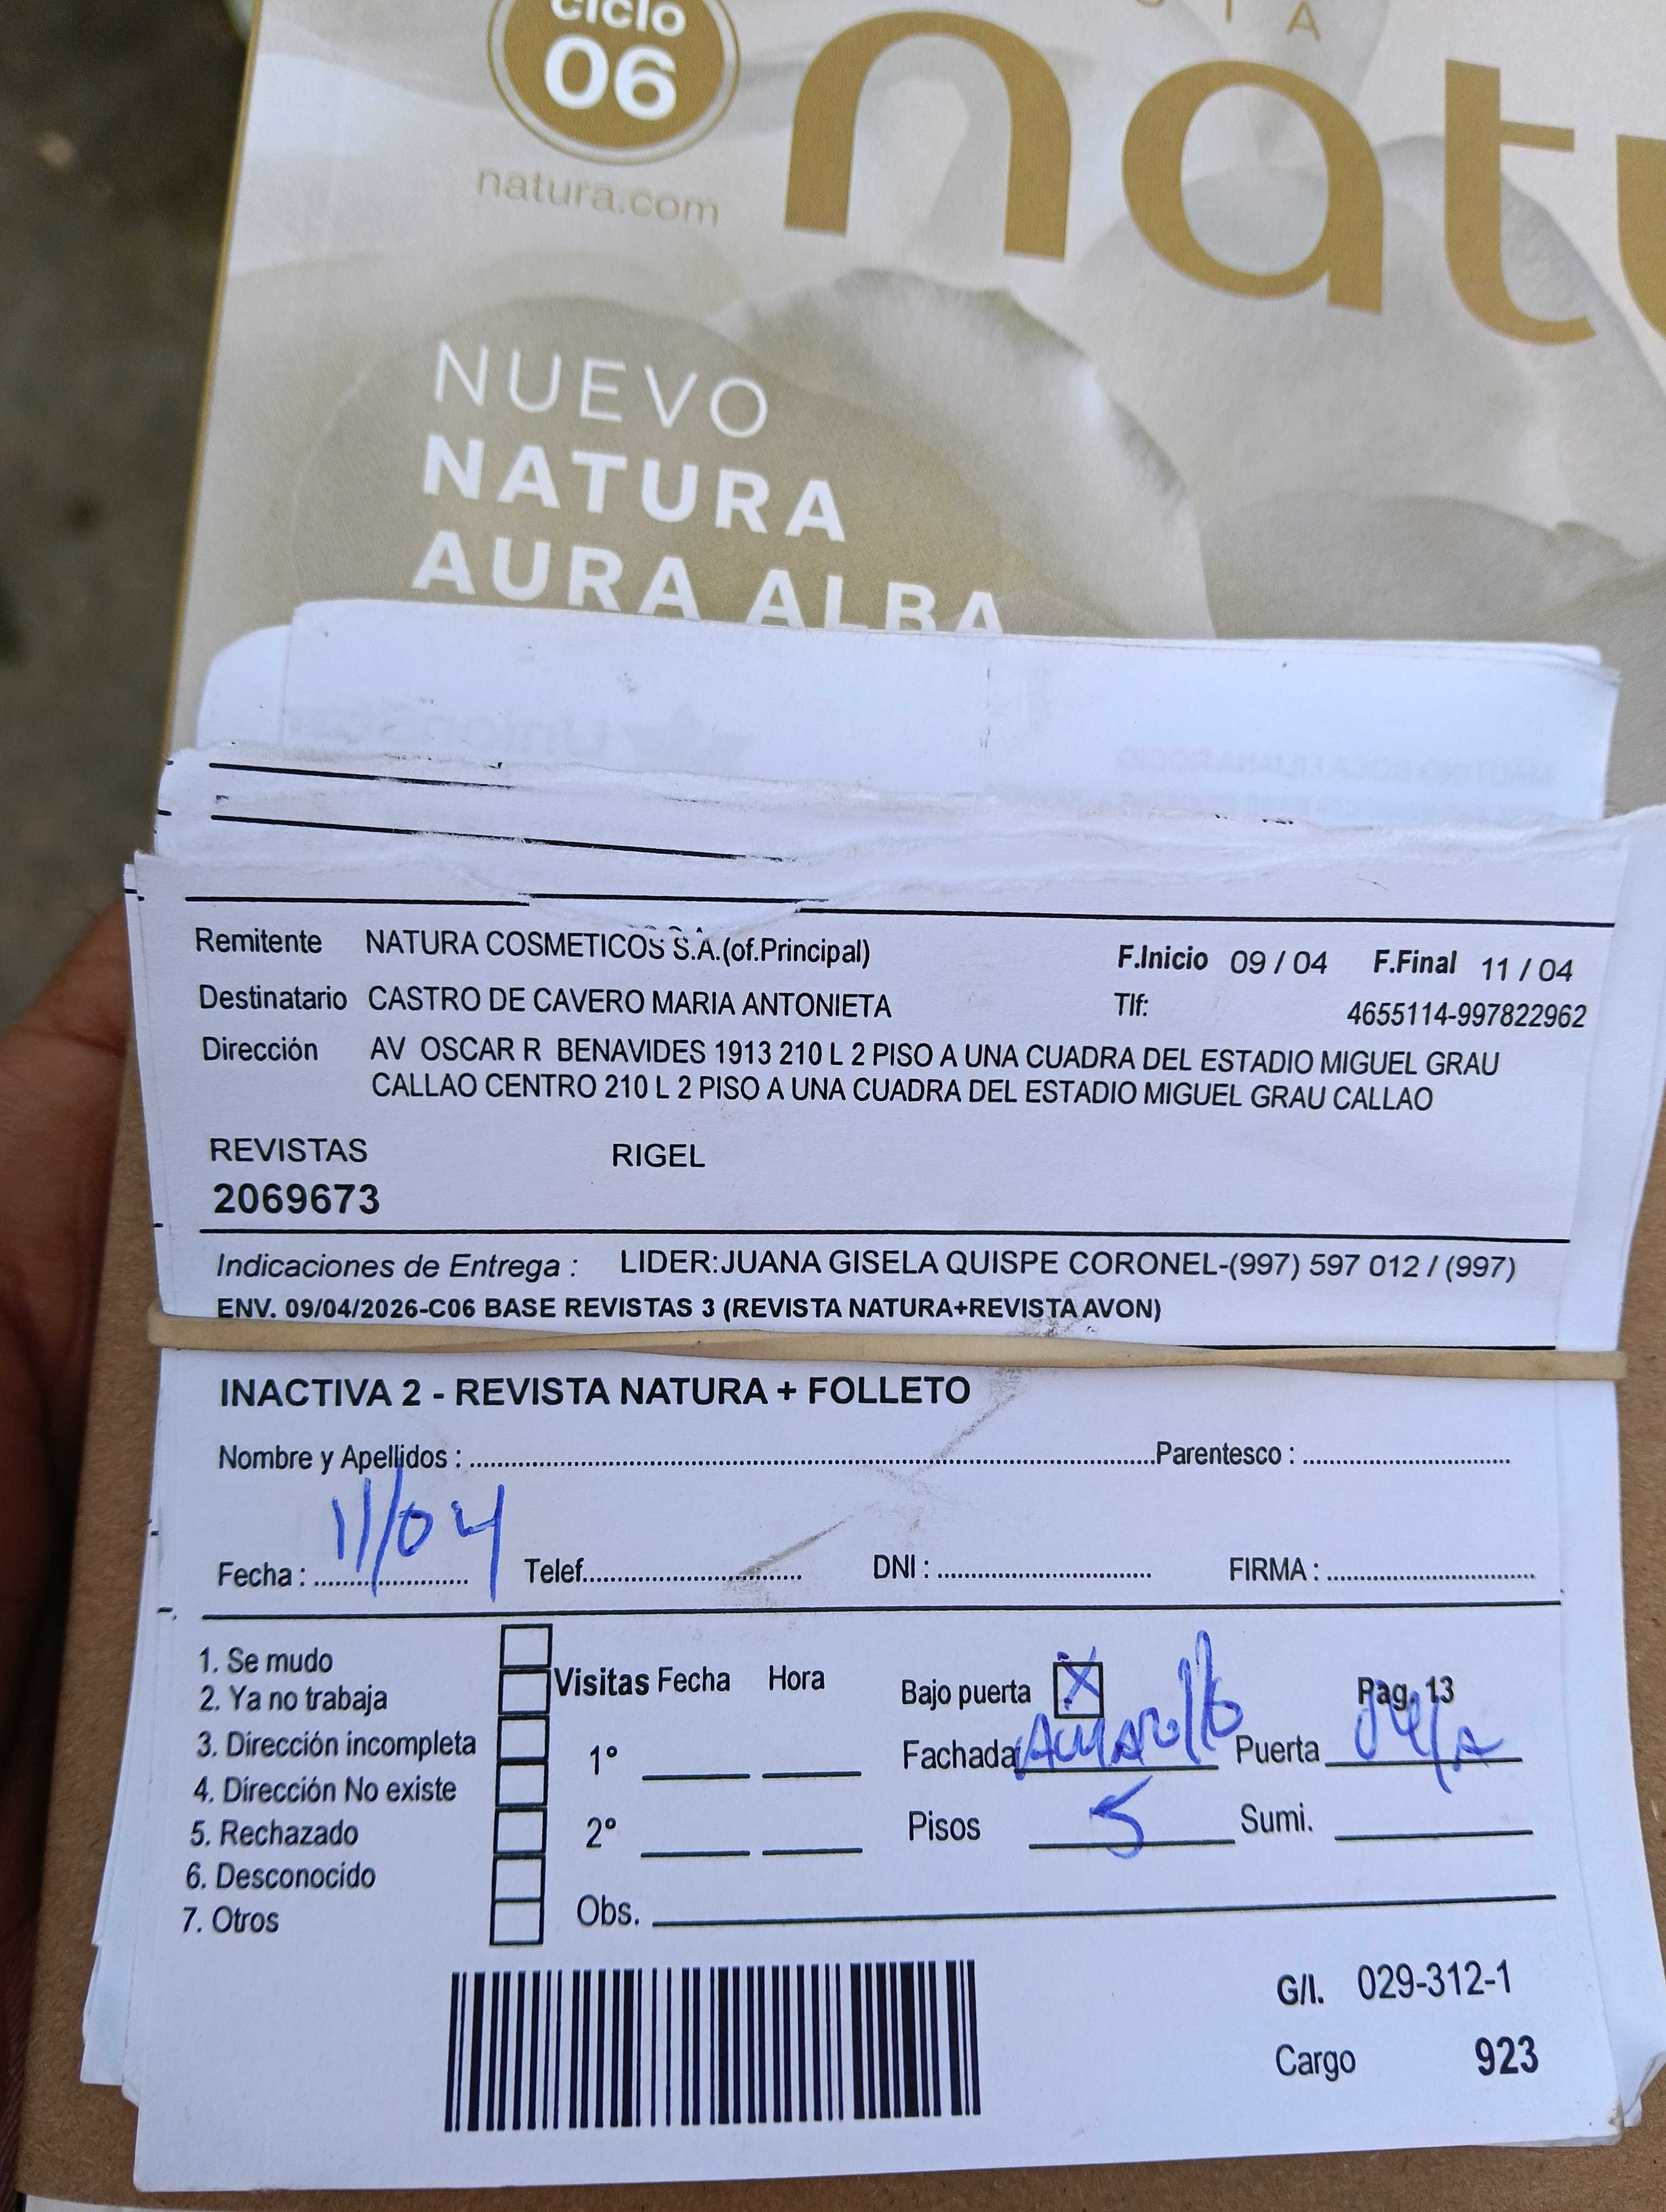 ciclo
06
natura.com
NUEVO
NATURA
AURA ALBA
Remitente NATURA COSMETICOS S.A.(of.Principal) F.Inicio 09 / 04 F.Final 11 / 04
Destinatario CASTRO DE CAVERO MARIA ANTONIETA Tlf: 4655114-997822962
Dirección AV OSCAR R BENAVIDES 1913 210 L 2 PISO A UNA CUADRA DEL ESTADIO MIGUEL GRAU
CALLAO CENTRO 210 L 2 PISO A UNA CUADRA DEL ESTADIO MIGUEL GRAU CALLAO
REVISTAS RIGEL
2069673
Indicaciones de Entrega : LIDER:JUANA GISELA QUISPE CORONEL-(997) 597 012 / (997)
ENV. 09/04/2026-C06 BASE REVISTAS 3 (REVISTA NATURA+REVISTA AVON)
INACTIVA 2 - REVISTA NATURA + FOLLETO
Nombre y Apellidos : Parentesco :
Fecha : 11/04 Telef. DNI : FIRMA :
1. Se mudo
2. Ya no trabaja
3. Dirección incompleta
4. Dirección No existe
5. Rechazado
6. Desconocido
7. Otros
Visitas Fecha Hora
1°
2°
Obs.
Bajo puerta X Pag. 13
Fachada Amarillo Puerta
Pisos 5 Sumi.
G/I. 029-312-1
Cargo 923